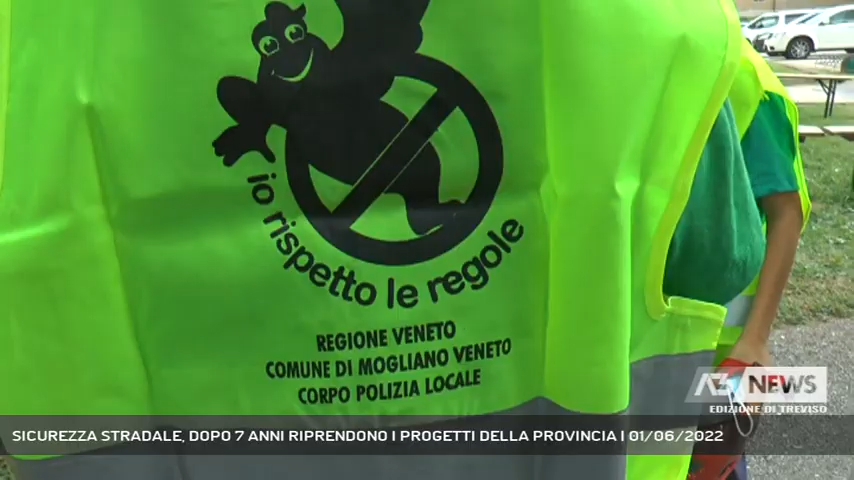 io rispetto le regole
REGIONE VENETO
COMUNE DI MOGLIANO VENETO
CORPO POLIZIA LOCALE
A3 NEWS
EDIZIONE DI TREVISO
SICUREZZA STRADALE, DOPO 7 ANNI RIPRENDONO I PROGETTI DELLA PROVINCIA | 01/06/2022